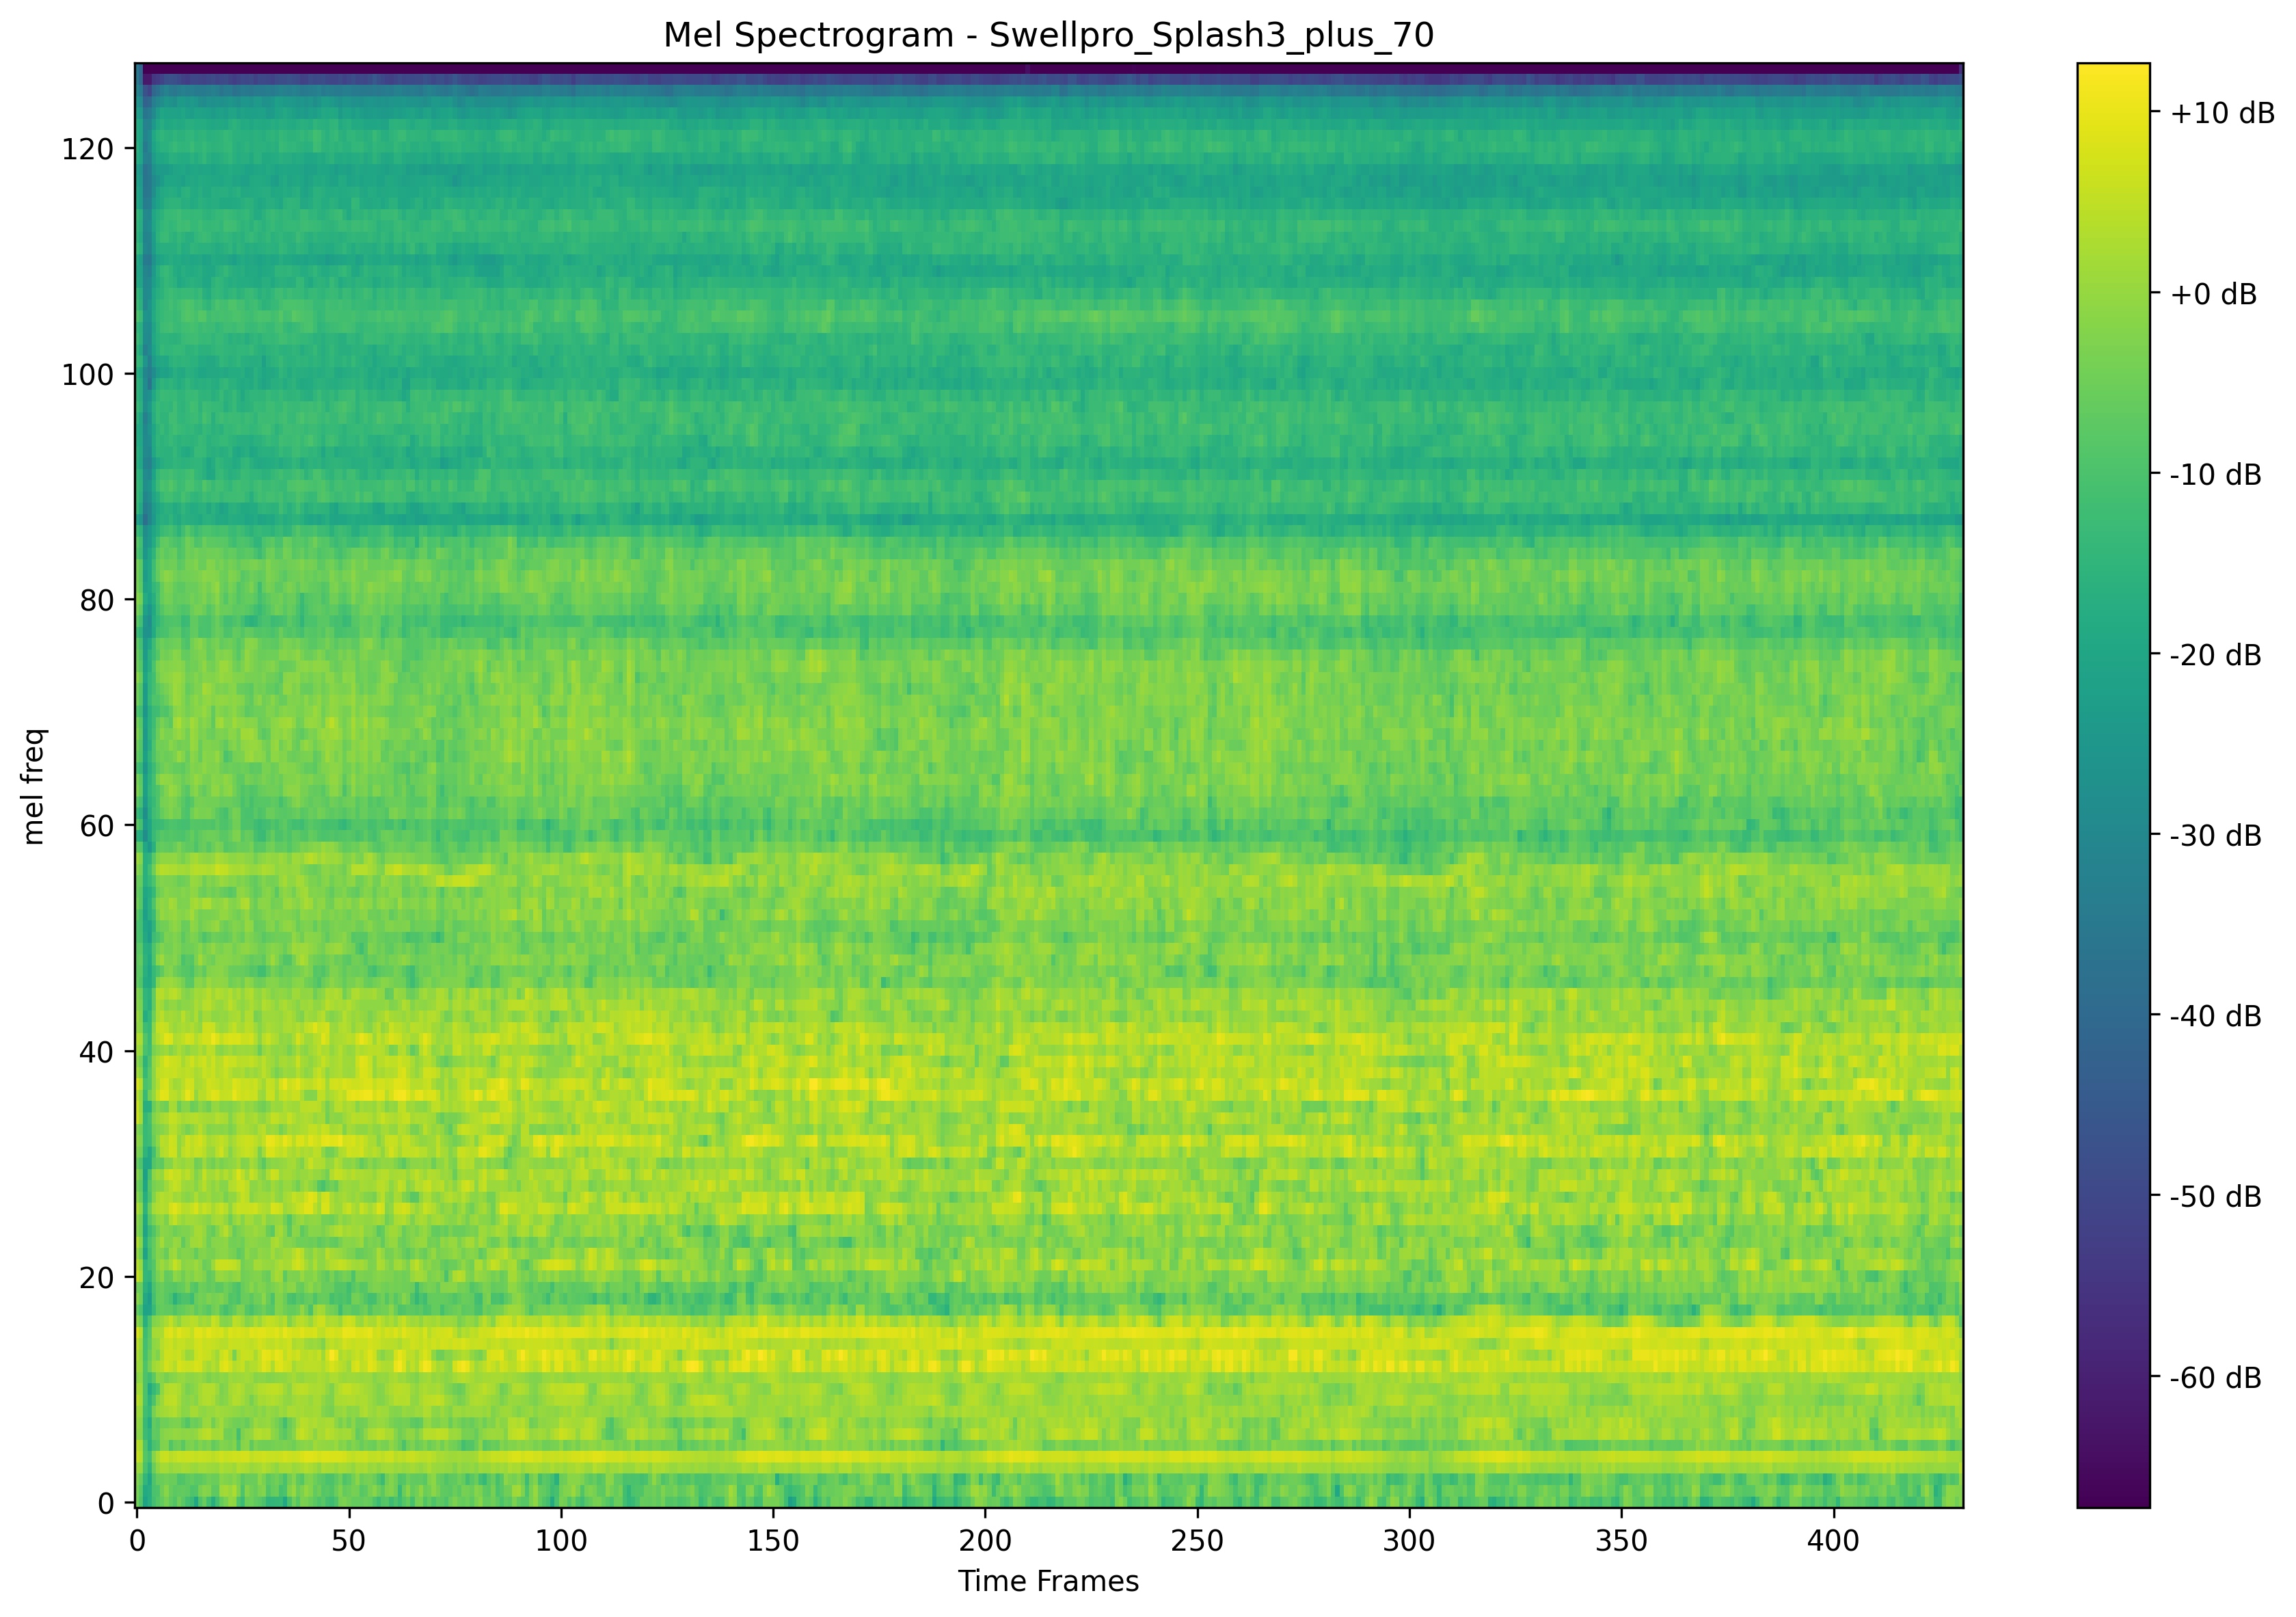 Mel Spectrogram - Swellpro_Splash3_plus_70
mel freq
120
100
80
60
40
20
0
0 50 100 150 200 250 300 350 400
Time Frames
+10 dB
+0 dB
-10 dB
-20 dB
-30 dB
-40 dB
-50 dB
-60 dB